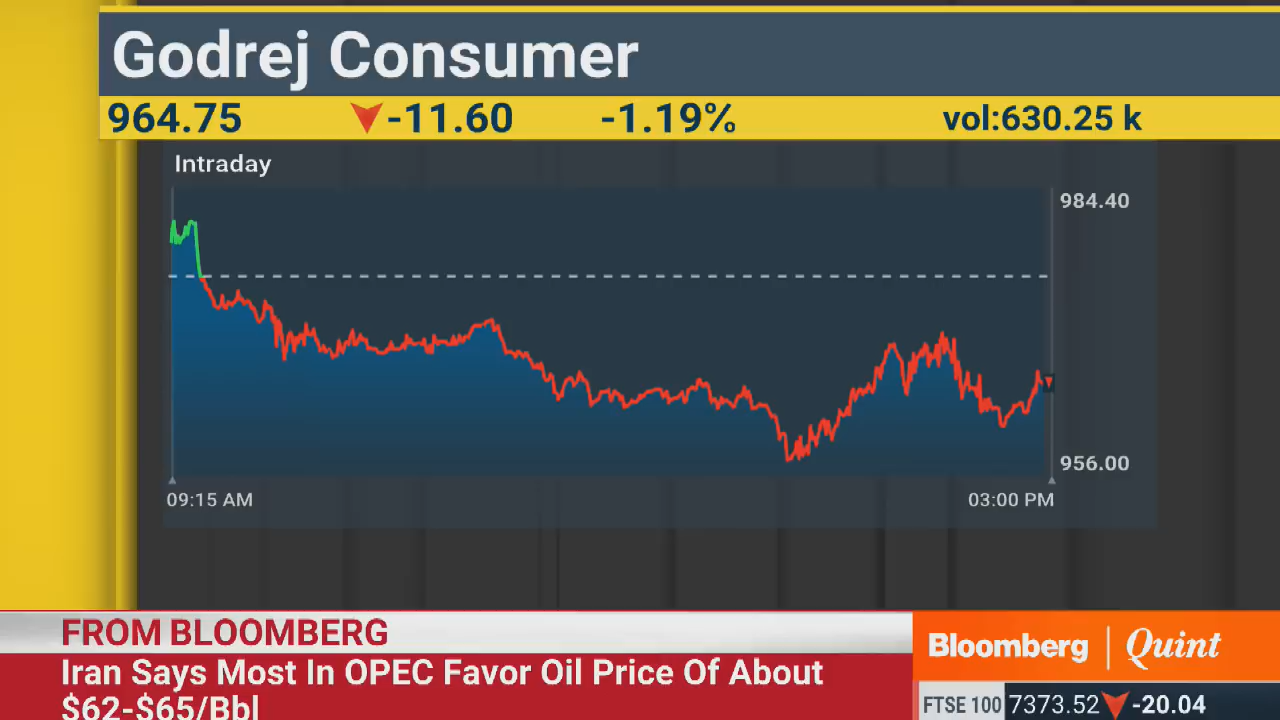 Godrej Consumer
964.75 -11.60 -1.19% vol:630.25 k
Intraday
984.40
956.00
09:15 AM 03:00 PM
FROM BLOOMBERG
Iran Says Most In OPEC Favor Oil Price Of About
$62-$65/Bbl
Bloomberg | Quint
FTSE 100 7373.52 -20.04